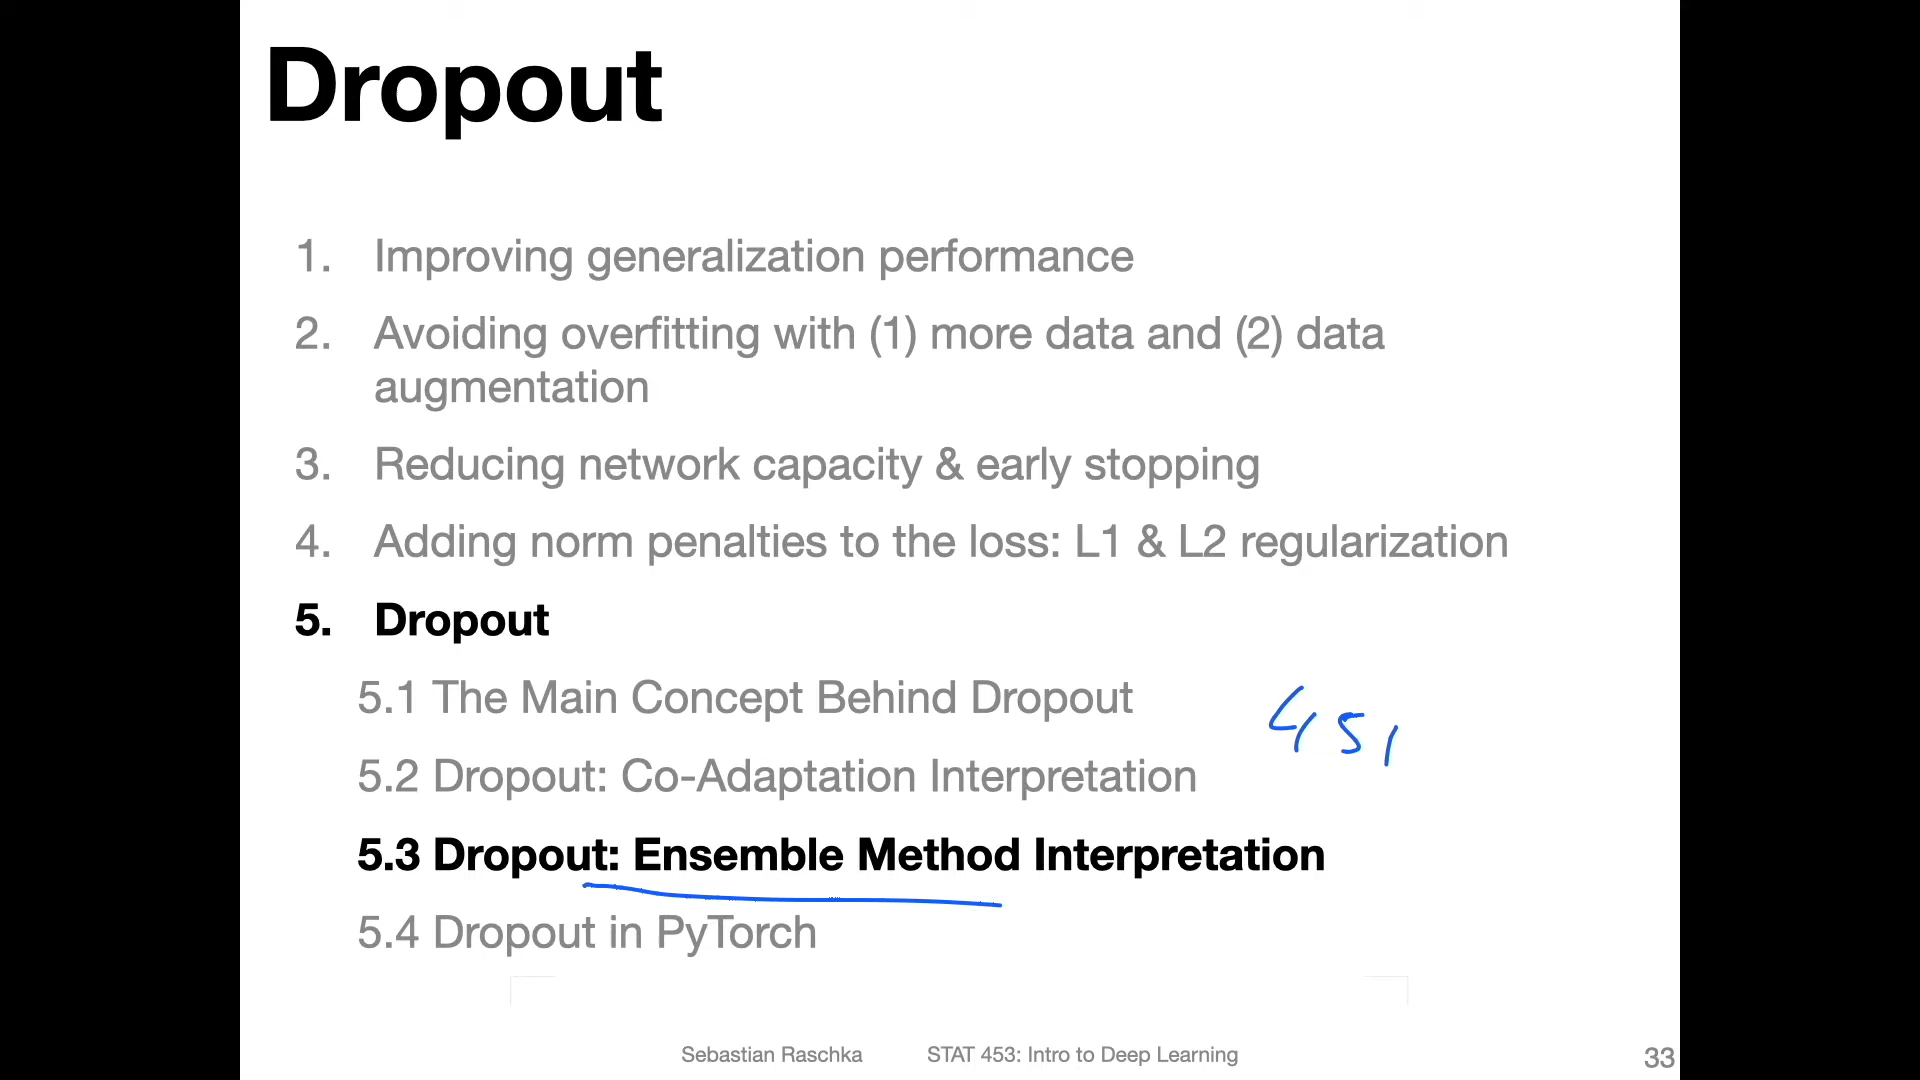 Dropout
1. Improving generalization performance
2. Avoiding overfitting with (1) more data and (2) data
augmentation
3. Reducing network capacity & early stopping
4. Adding norm penalties to the loss: L1 & L2 regularization
5. Dropout
5.1 The Main Concept Behind Dropout
451
5.2 Dropout: Co-Adaptation Interpretation
5.3 Dropout: Ensemble Method Interpretation
5.4 Dropout in PyTorch
Sebastian Raschka STAT 453: Intro to Deep Learning 33